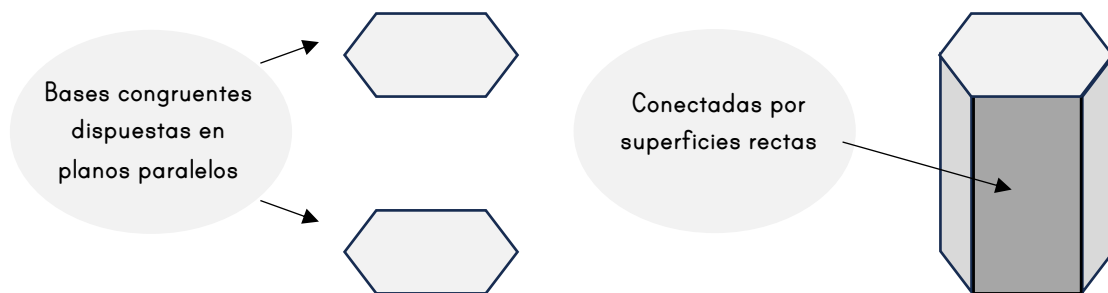 Bases congruentes
dispuestas en
planos paralelos
Conectadas por
superficies rectas